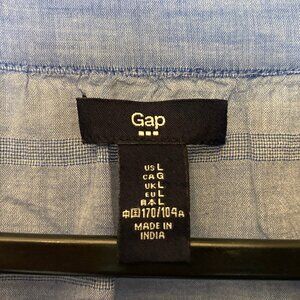 Gap
US L
CA G
UK L
EU L
日本 L
中国 170/104A
MADE IN
INDIA